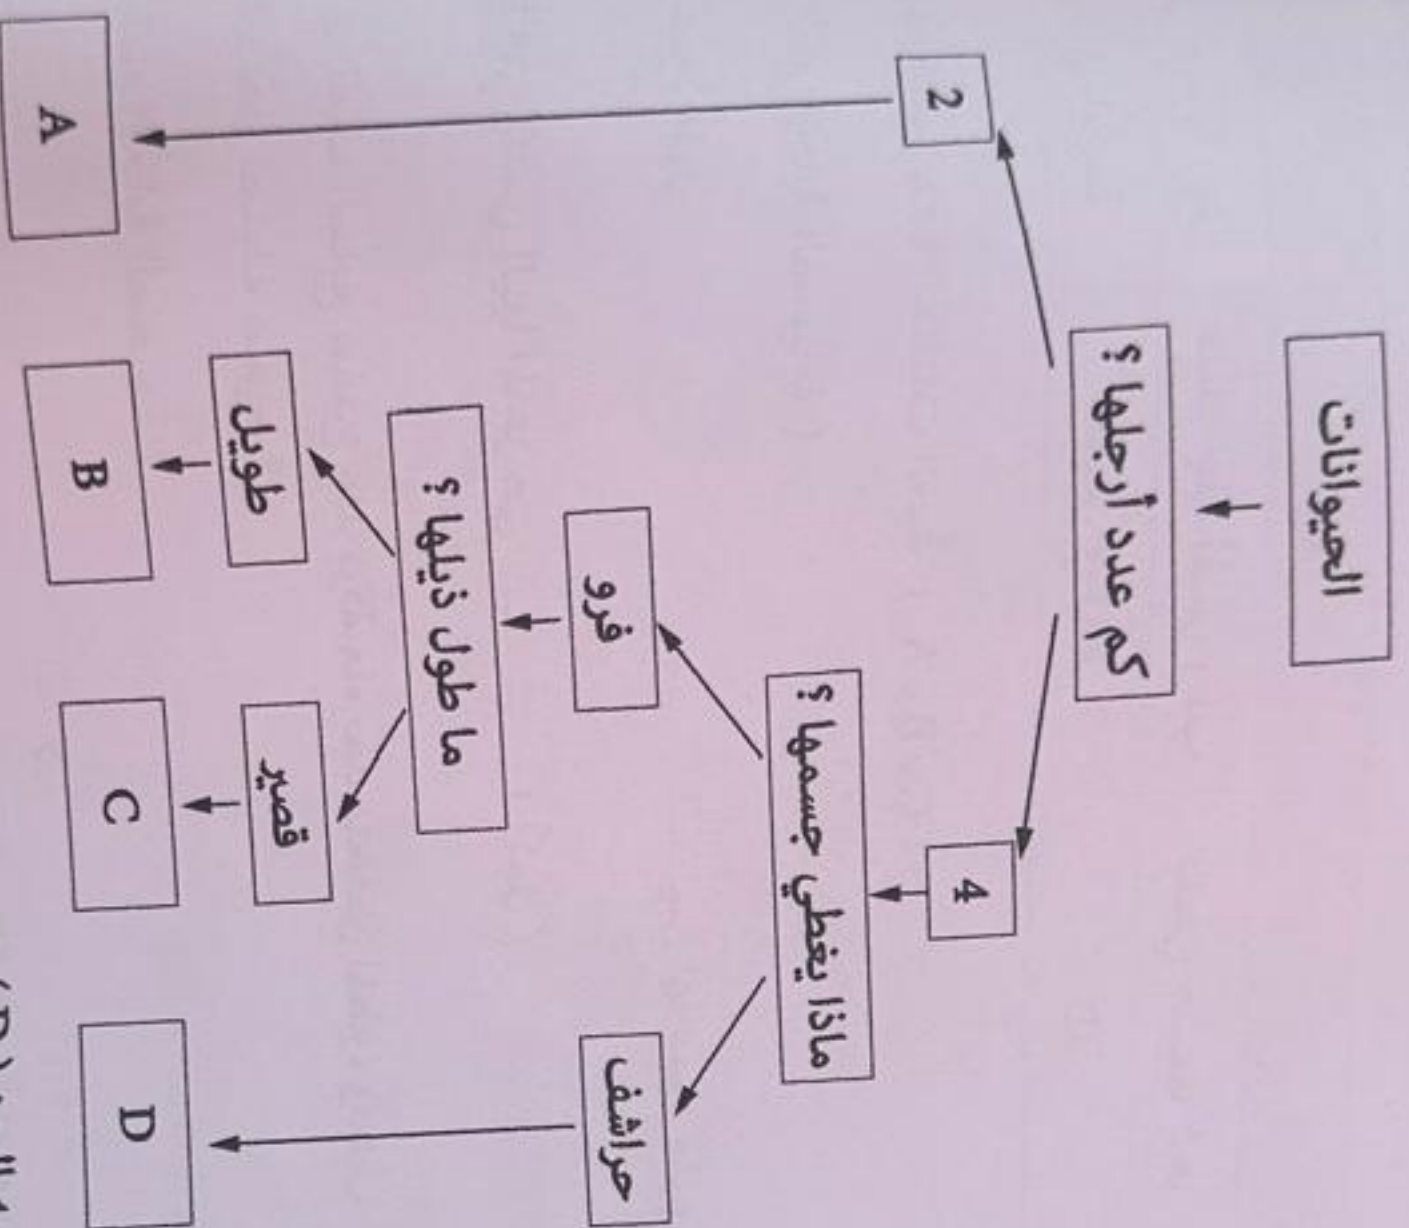 الحيوانات
كم عدد أرجلها ؟
2
4
ماذا يغطي جسمها ؟
فرو
حراشف
ما طول ذيلها ؟
طويل
قصير
A
B
C
D